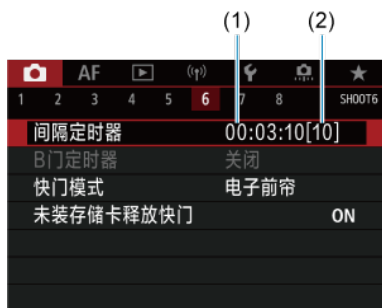 (1) (2)
AF
1 2 3 4 5 6 7 8 SHOOT6
间隔定时器 00:03:10[10]
B门定时器 关闭
快门模式 电子前帘
未装存储卡释放快门 ON